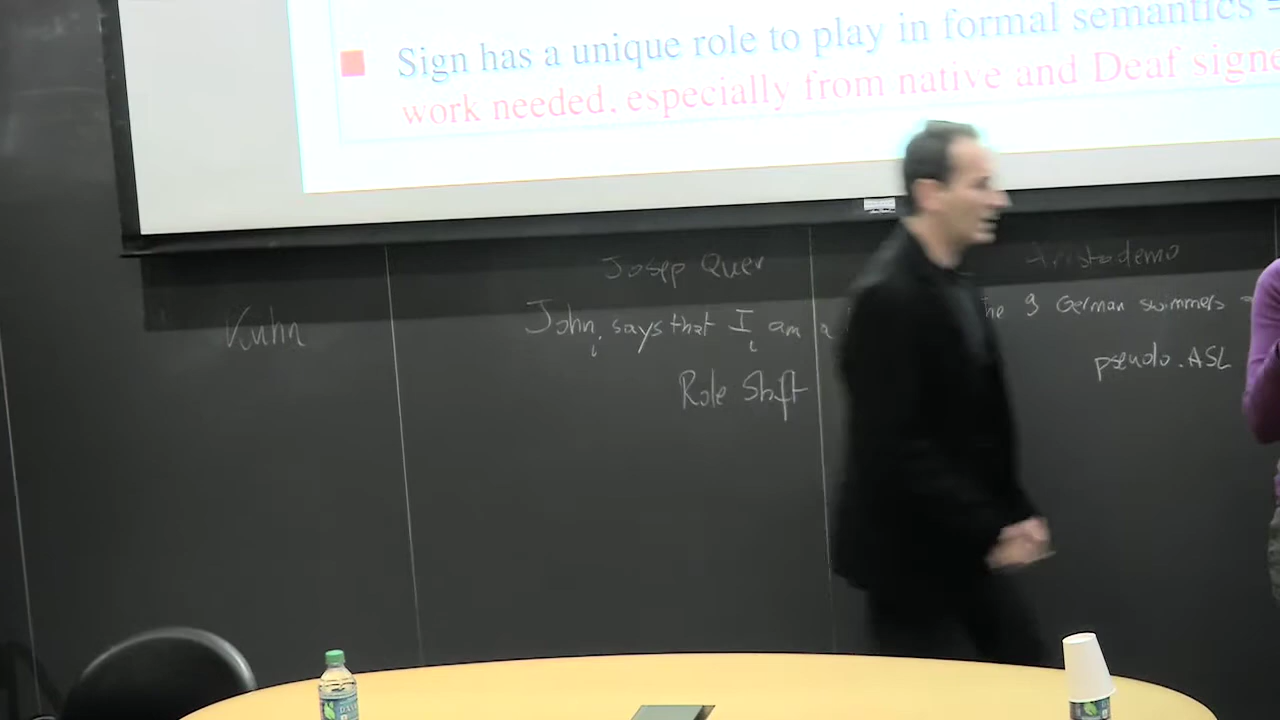 Sign has a unique role to play in formal semantics =
work needed, especially from native and Deaf signe
Josep Quer
Kuhn
John i says that I i am a
9 German swimmers
pseudo.ASL
Role Shift